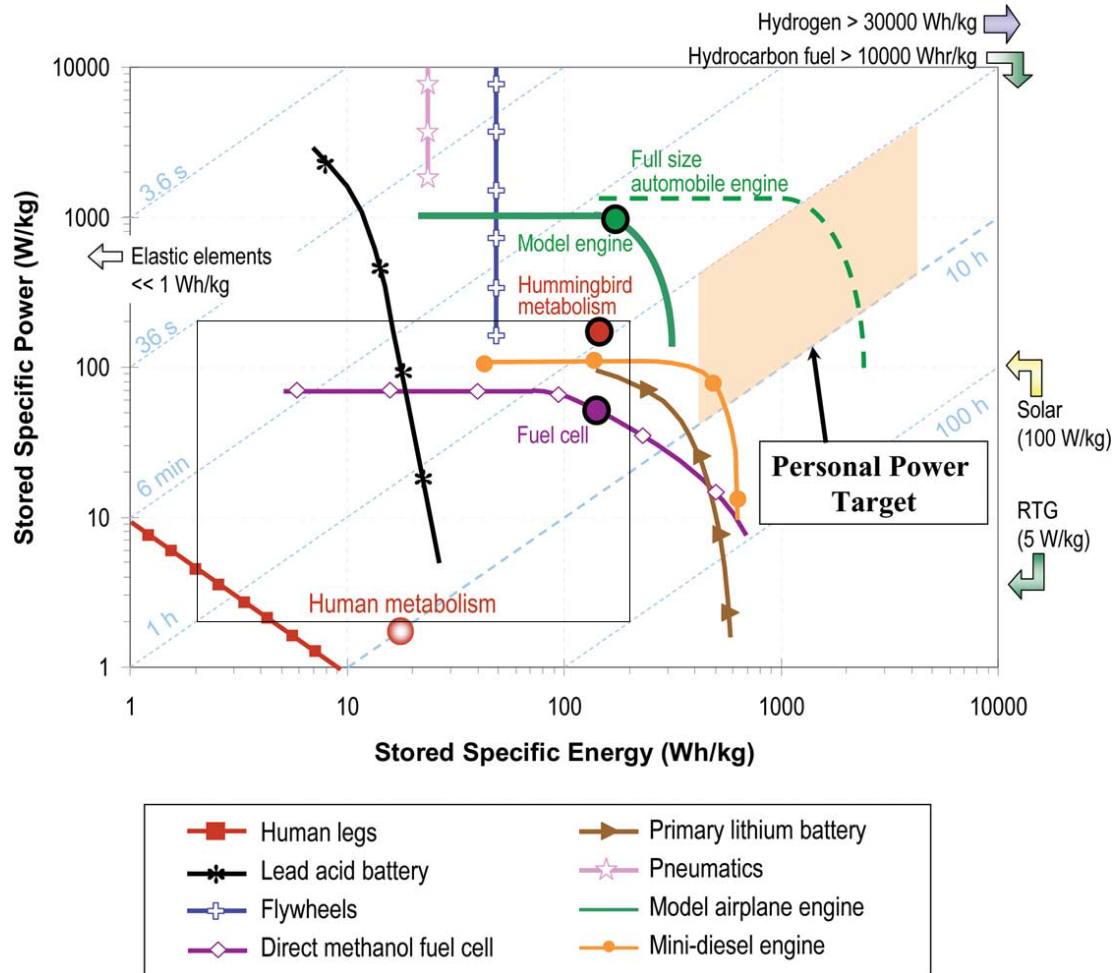 Hydrogen > 30000 Wh/kg
Hydrocarbon fuel > 10000 Whr/kg
10000
1000
100
10
1
Stored Specific Power (W/kg)
3.6 s
36 s
6 min
1 h
10 h
100 h
Elastic elements
<< 1 Wh/kg
Full size
automobile engine
Model engine
Hummingbird
metabolism
Fuel cell
Human metabolism
Personal Power
Target
Solar
(100 W/kg)
RTG
(5 W/kg)
1
10
100
1000
10000
Stored Specific Energy (Wh/kg)
Human legs
Lead acid battery
Flywheels
Direct methanol fuel cell
Primary lithium battery
Pneumatics
Model airplane engine
Mini-diesel engine